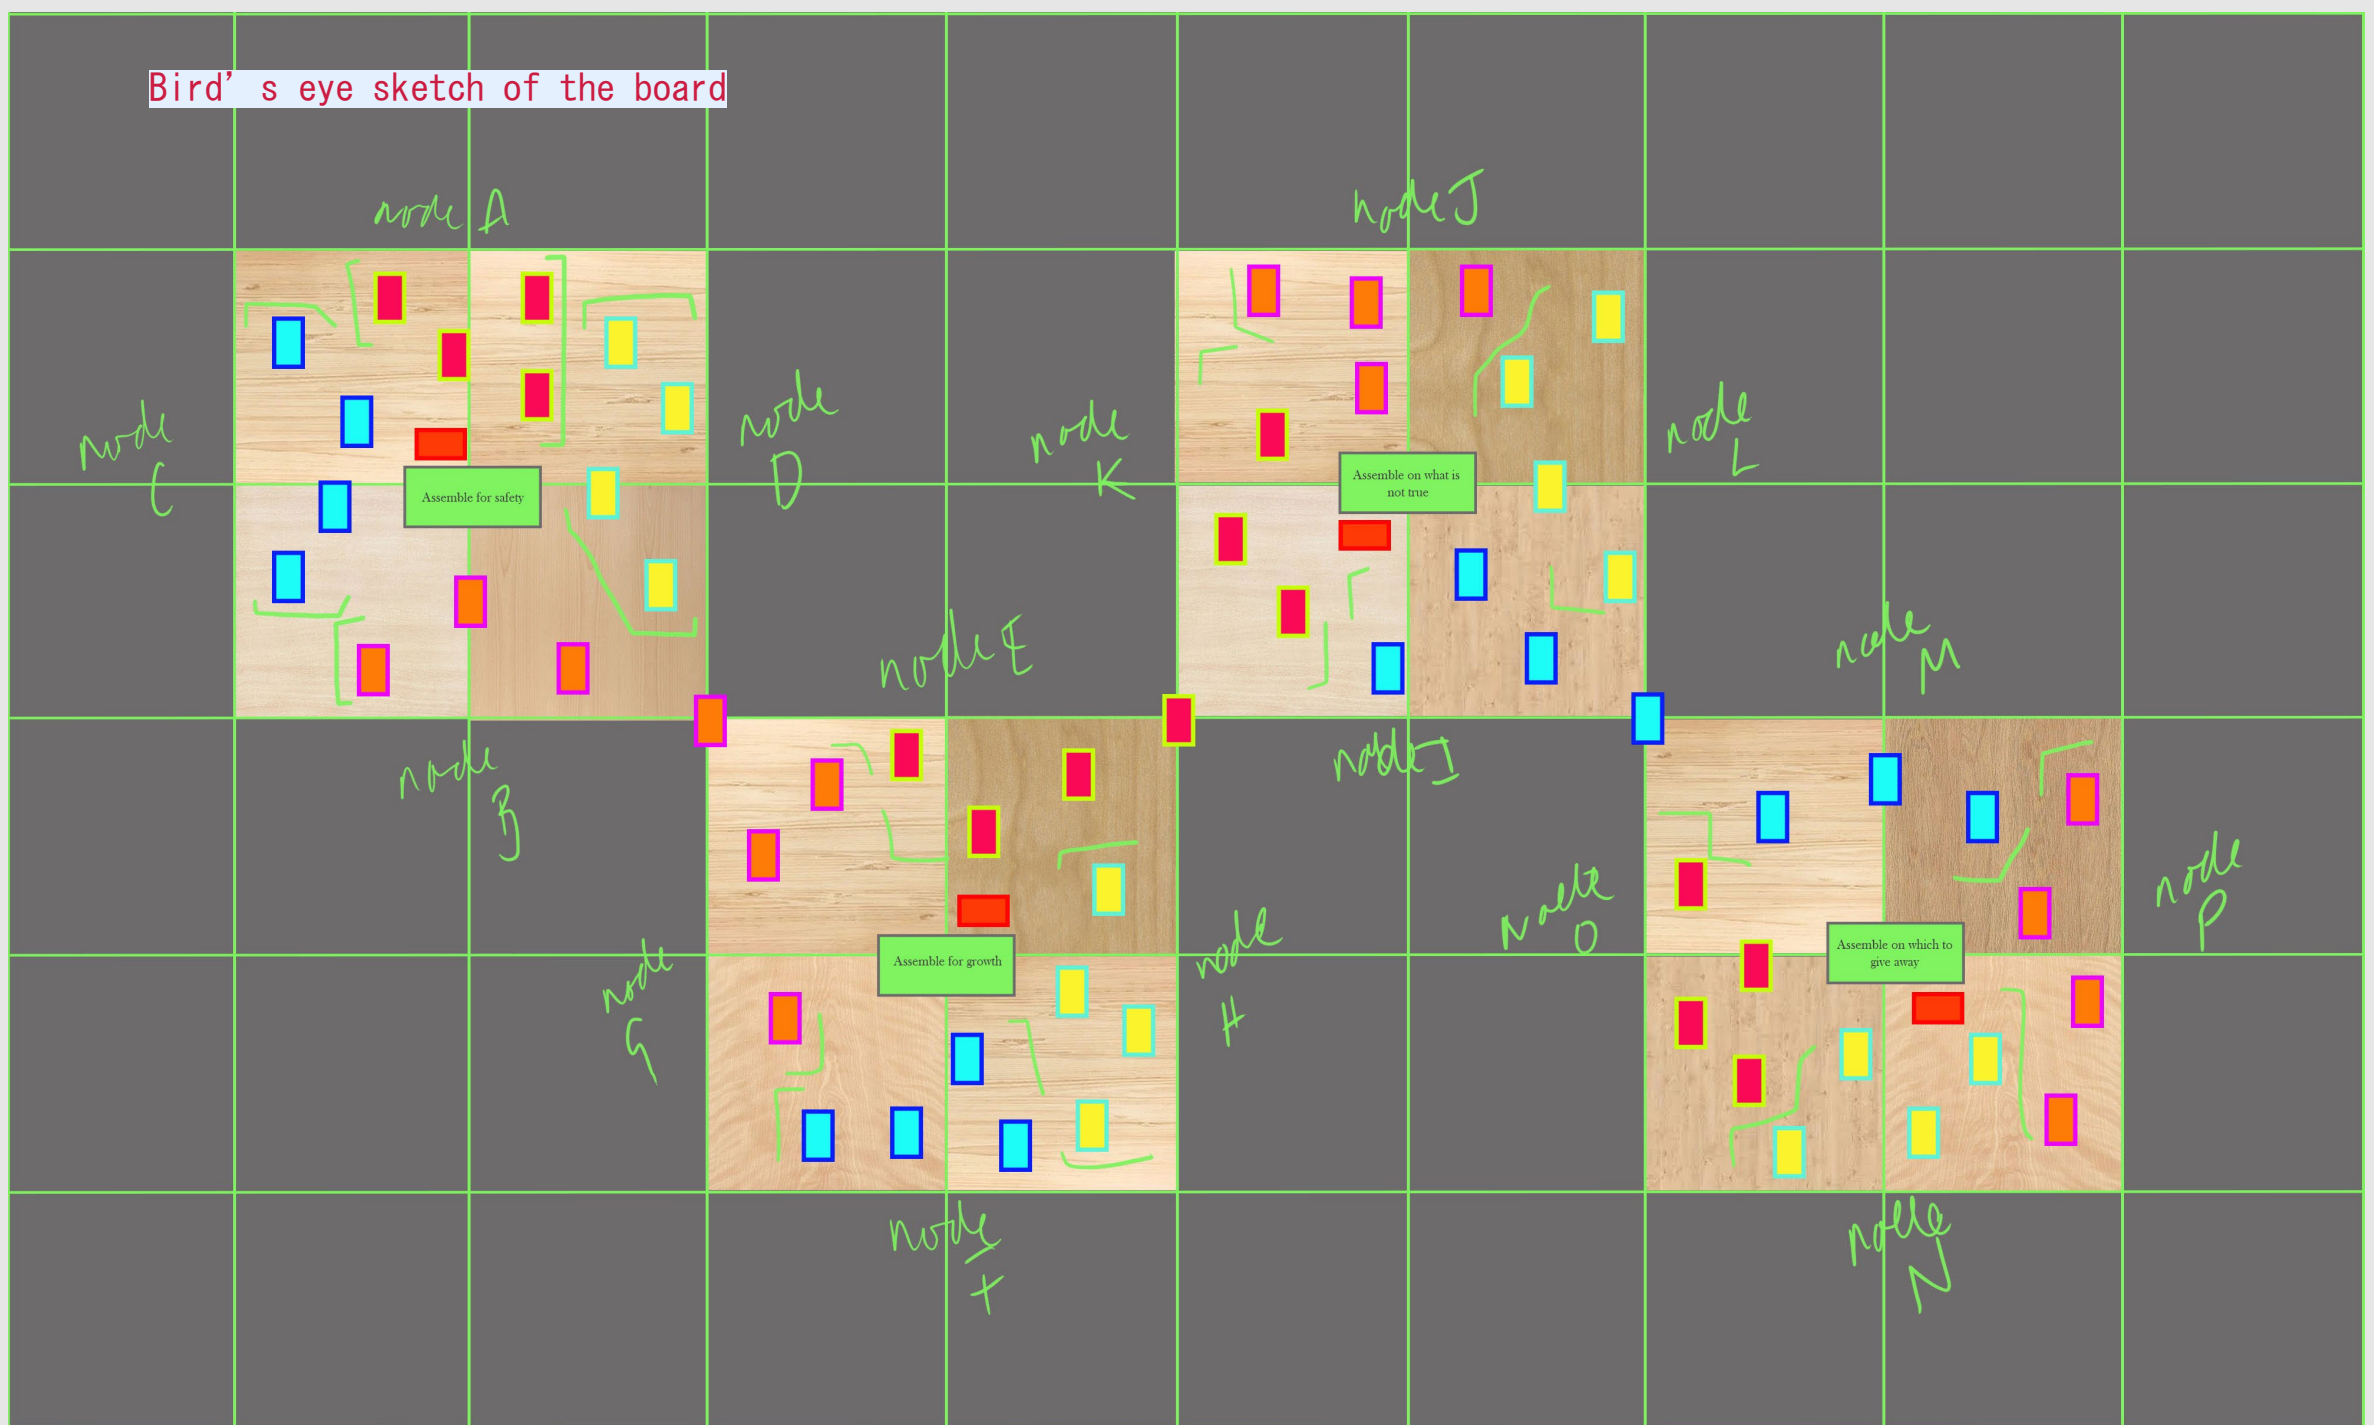 Bird's eye sketch of the board
node A
node J
node
C
node
D
node
K
node
L
Assemble for safety
Assemble on what is
not true
node E
node
M
node
B
node I
node
G
node
H
node
O
node
P
Assemble for growth
Assemble on which to
give away
node
node
N